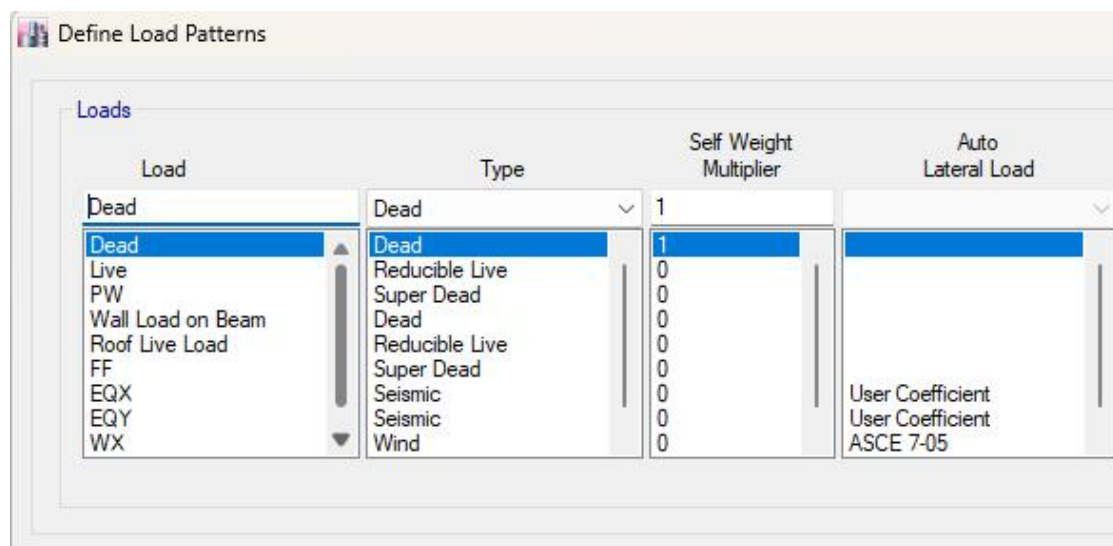 Define Load Patterns
Loads
Load Type Self Weight Multiplier Auto Lateral Load
Dead Dead 1
Dead Dead 1
Live Reducible Live 0
PW Super Dead 0
Wall Load on Beam Dead 0
Roof Live Load Reducible Live 0
FF Super Dead 0
EQX Seismic 0 User Coefficient
EQY Seismic 0 User Coefficient
WX Wind 0 ASCE 7-05